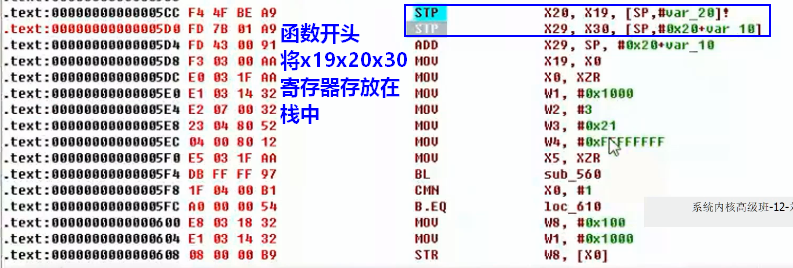 .text:00000000000005CC F4 4F BE A9 STP X20, X19, [SP,#var_20]!
.text:00000000000005D0 FD 7B 01 A9 STP X29, X30, [SP,#0x20+var_10]
.text:00000000000005D4 FD 43 00 91 ADD X29, SP, #0x20+var_10
.text:00000000000005D8 F3 03 00 AA MOV X19, X0
.text:00000000000005DC E0 03 1F AA MOV X0, XZR
.text:00000000000005E0 E1 03 14 32 MOV W1, #0x1000
.text:00000000000005E4 E2 07 00 32 MOV W2, #3
.text:00000000000005E8 23 04 80 52 MOV W3, #0x21
.text:00000000000005EC 04 00 80 12 MOV W4, #0xFFFFFFFF
.text:00000000000005F0 E5 03 1F AA MOV X5, XZR
.text:00000000000005F4 DB FF FF 97 BL sub_560
.text:00000000000005F8 1F 04 00 B1 CMN X0, #1
.text:00000000000005FC A0 00 00 54 B.EQ loc_610
.text:0000000000000600 E8 03 18 32 MOV W8, #0x100
.text:0000000000000604 E1 03 14 32 MOV W1, #0x1000
.text:0000000000000608 08 00 00 B9 STR W8, [X0]
函数开头
将x19x20x30
寄存器存放在
栈中
系统内核高级班-12-